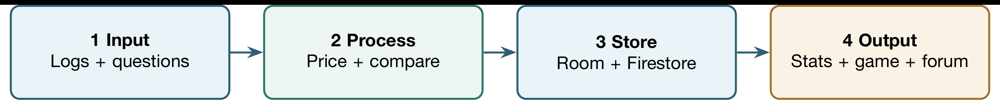 1 Input
Logs + questions
2 Process
Price + compare
3 Store
Room + Firestore
4 Output
Stats + game + forum